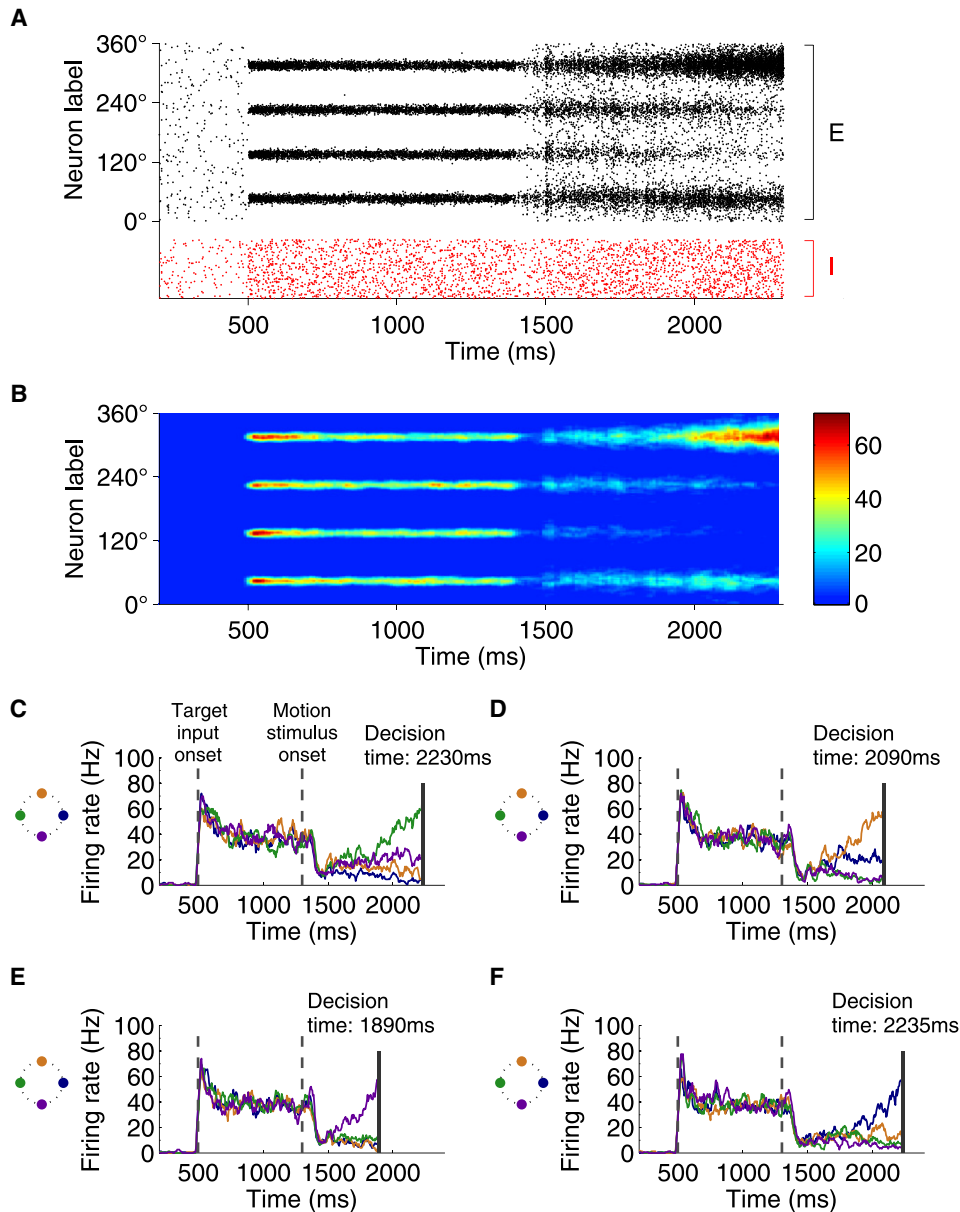 A
Neuron label
360°
240°
120°
0°
E
I
500
1000
1500
2000
Time (ms)
B
Neuron label
360°
240°
120°
0°
500
1000
1500
2000
Time (ms)
60
40
20
0
C
Target
input
onset
Motion
stimulus
onset
Decision
time: 2230ms
Firing rate (Hz)
100
80
60
40
20
0
500
1000
1500
2000
Time (ms)
D
Decision
time: 2090ms
Firing rate (Hz)
100
80
60
40
20
0
500
1000
1500
2000
Time (ms)
E
Decision
time: 1890ms
Firing rate (Hz)
100
80
60
40
20
0
500
1000
1500
2000
Time (ms)
F
Decision
time: 2235ms
Firing rate (Hz)
100
80
60
40
20
0
500
1000
1500
2000
Time (ms)